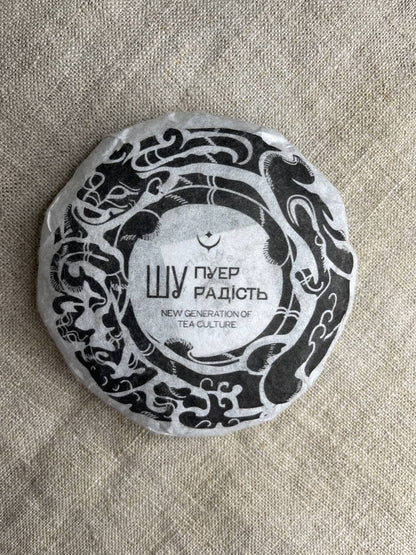 ШУ ПУЕР
РАДІСТЬ
NEW GENERATION OF
TEA CULTURE